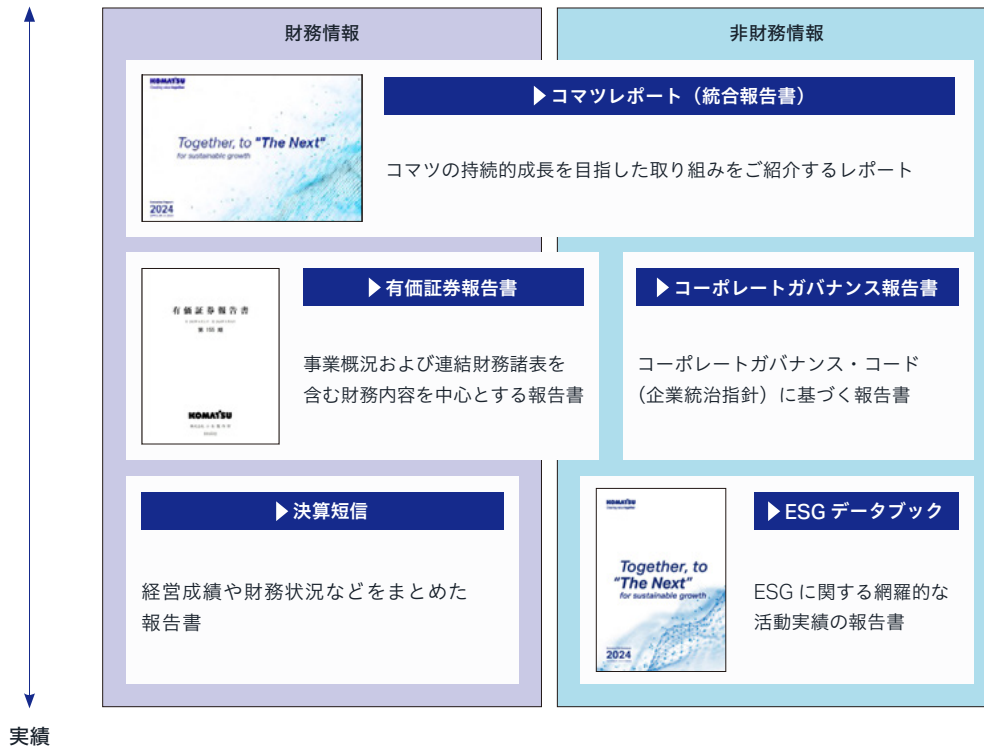 財務情報
非財務情報
KOMATSU
Creating value together
Together, to "The Next"
for sustainable growth
2024
▶コマツレポート（統合報告書）
コマツの持続的成長を目指した取り組みをご紹介するレポート
有価証券報告書
KOMATSU
▶有価証券報告書
事業概況および連結財務諸表を
含む財務内容を中心とする報告書
▶コーポレートガバナンス報告書
コーポレートガバナンス・コード
（企業統治指針）に基づく報告書
▶決算短信
経営成績や財務状況などをまとめた
報告書
KOMATSU
Creating value together
Together, to
"The Next"
for sustainable growth
2024
▶ESG データブック
ESG に関する網羅的な
活動実績の報告書
実績